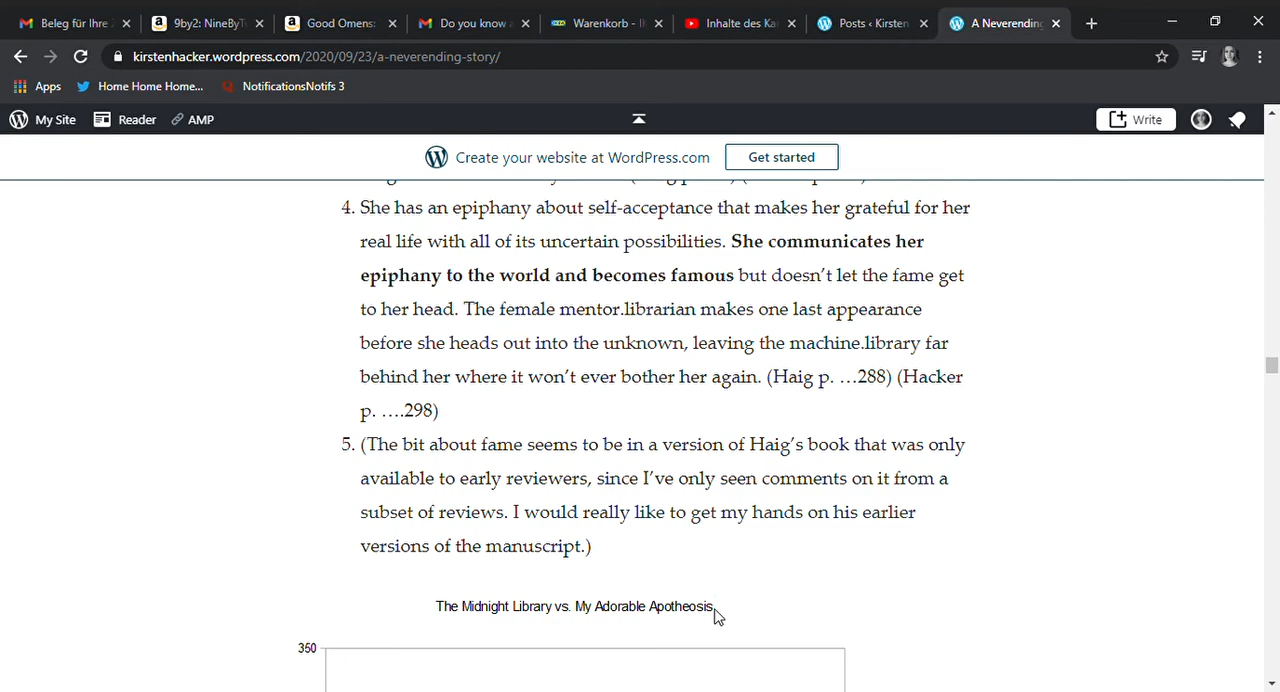 Beleg für Ihre
9by2: NineByT
Good Omens:
Do you know a
Warenkorb - I
Inhalte des Ka
Posts ‹ Kirsten
A Neverending
kirstenhacker.wordpress.com/2020/09/23/a-neverending-story/
Apps
Home Home Home...
NotificationsNotifs 3
My Site
Reader
AMP
Write
Create your website at WordPress.com
Get started
4. She has an epiphany about self-acceptance that makes her grateful for her
real life with all of its uncertain possibilities. She communicates her
epiphany to the world and becomes famous but doesn't let the fame get
to her head. The female mentor.librarian makes one last appearance
before she heads out into the unknown, leaving the machine.library far
behind her where it won't ever bother her again. (Haig p. …288) (Hacker
p. ….298)
5. (The bit about fame seems to be in a version of Haig's book that was only
available to early reviewers, since I've only seen comments on it from a
subset of reviews. I would really like to get my hands on his earlier
versions of the manuscript.)
The Midnight Library vs. My Adorable Apotheosis
350